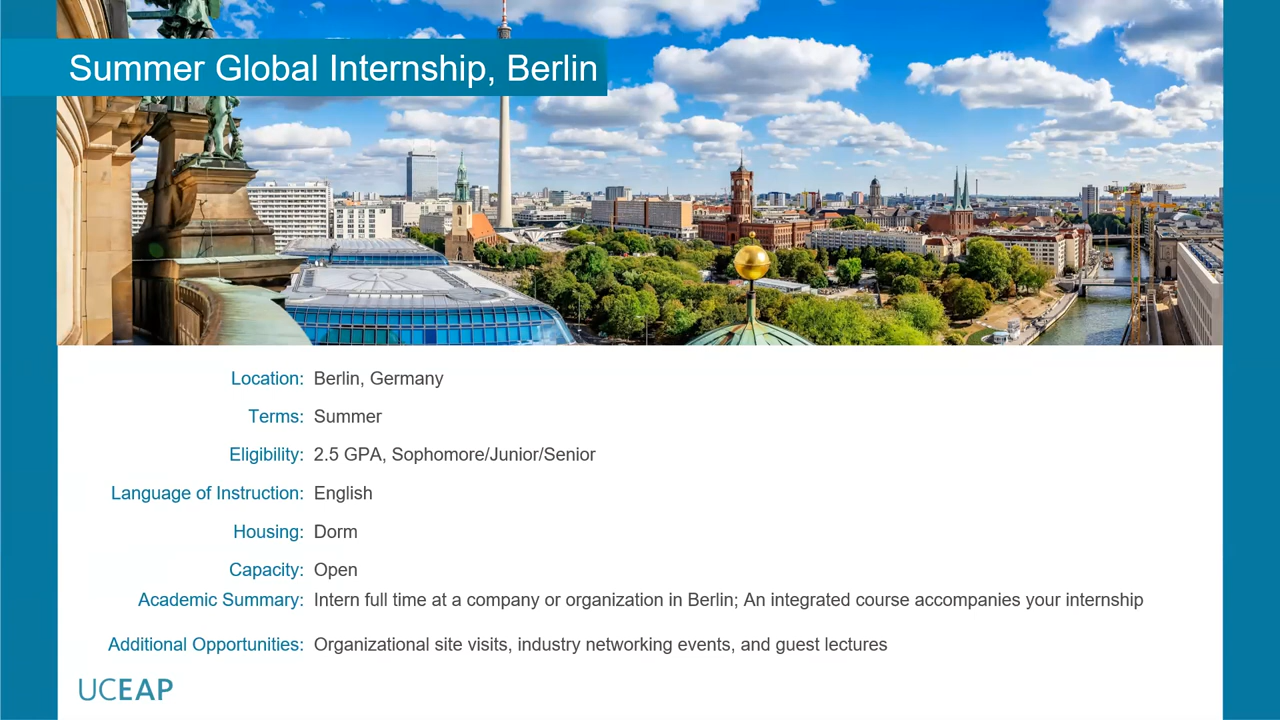 Summer Global Internship, Berlin
Location: Berlin, Germany
Terms: Summer
Eligibility: 2.5 GPA, Sophomore/Junior/Senior
Language of Instruction: English
Housing: Dorm
Capacity: Open
Academic Summary: Intern full time at a company or organization in Berlin; An integrated course accompanies your internship
Additional Opportunities: Organizational site visits, industry networking events, and guest lectures
UCEAP